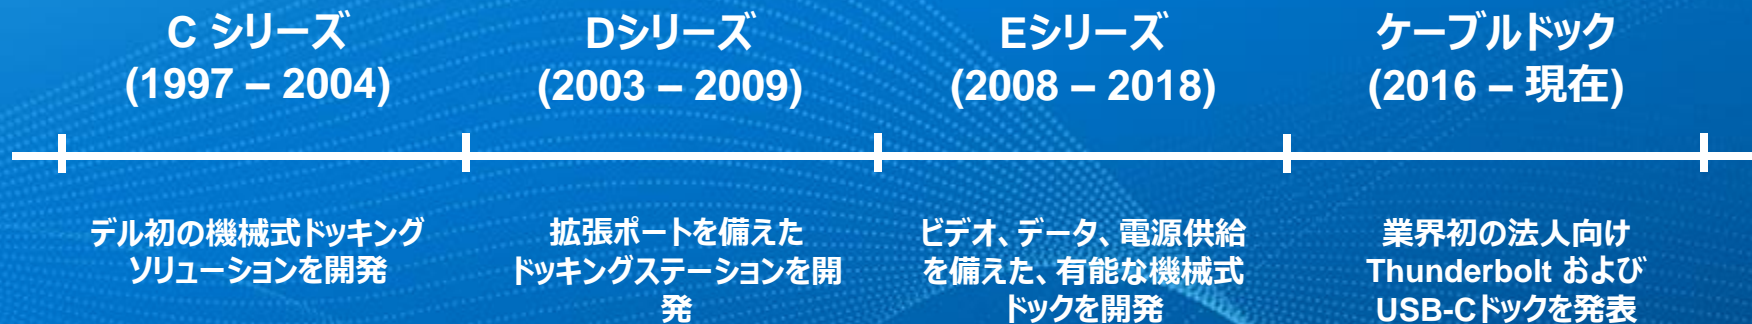 C シリーズ
(1997 – 2004)
デル初の機械式ドッキング
ソリューションを開発
Dシリーズ
(2003 – 2009)
拡張ポートを備えた
ドッキングステーションを開
発
Eシリーズ
(2008 – 2018)
ビデオ、データ、電源供給
を備えた、有能な機械式
ドックを開発
ケーブルドック
(2016 – 現在)
業界初の法人向け
Thunderbolt および
USB-Cドックを発表